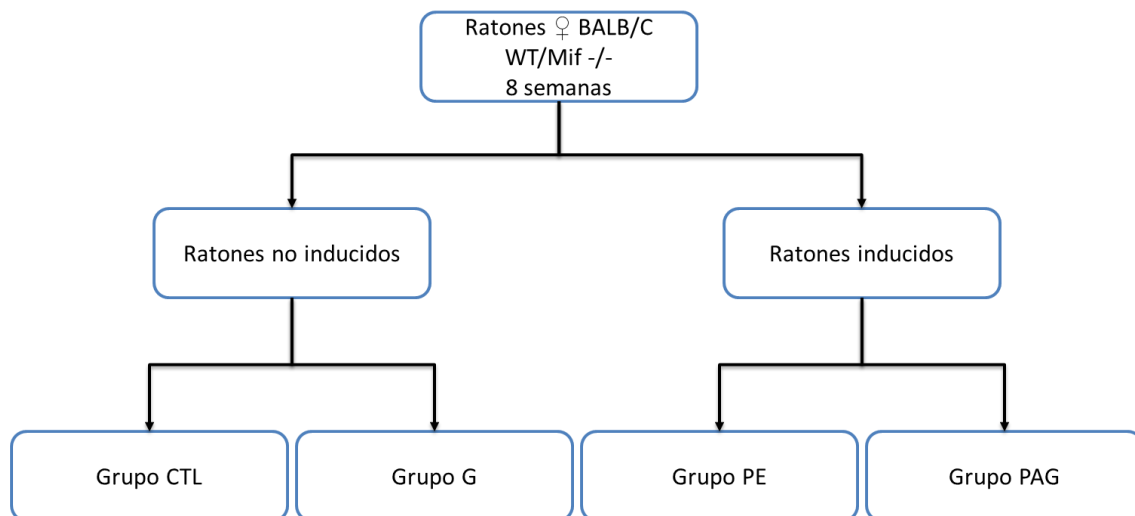 Ratones ♀ BALB/C
WT/Mif -/-
8 semanas
Ratones no inducidos
Ratones inducidos
Grupo CTL
Grupo G
Grupo PE
Grupo PAG